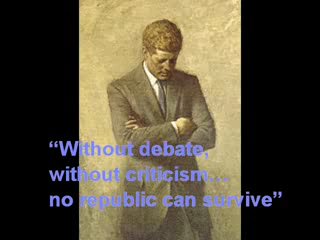 “Without debate,
without criticism...
no republic can survive”